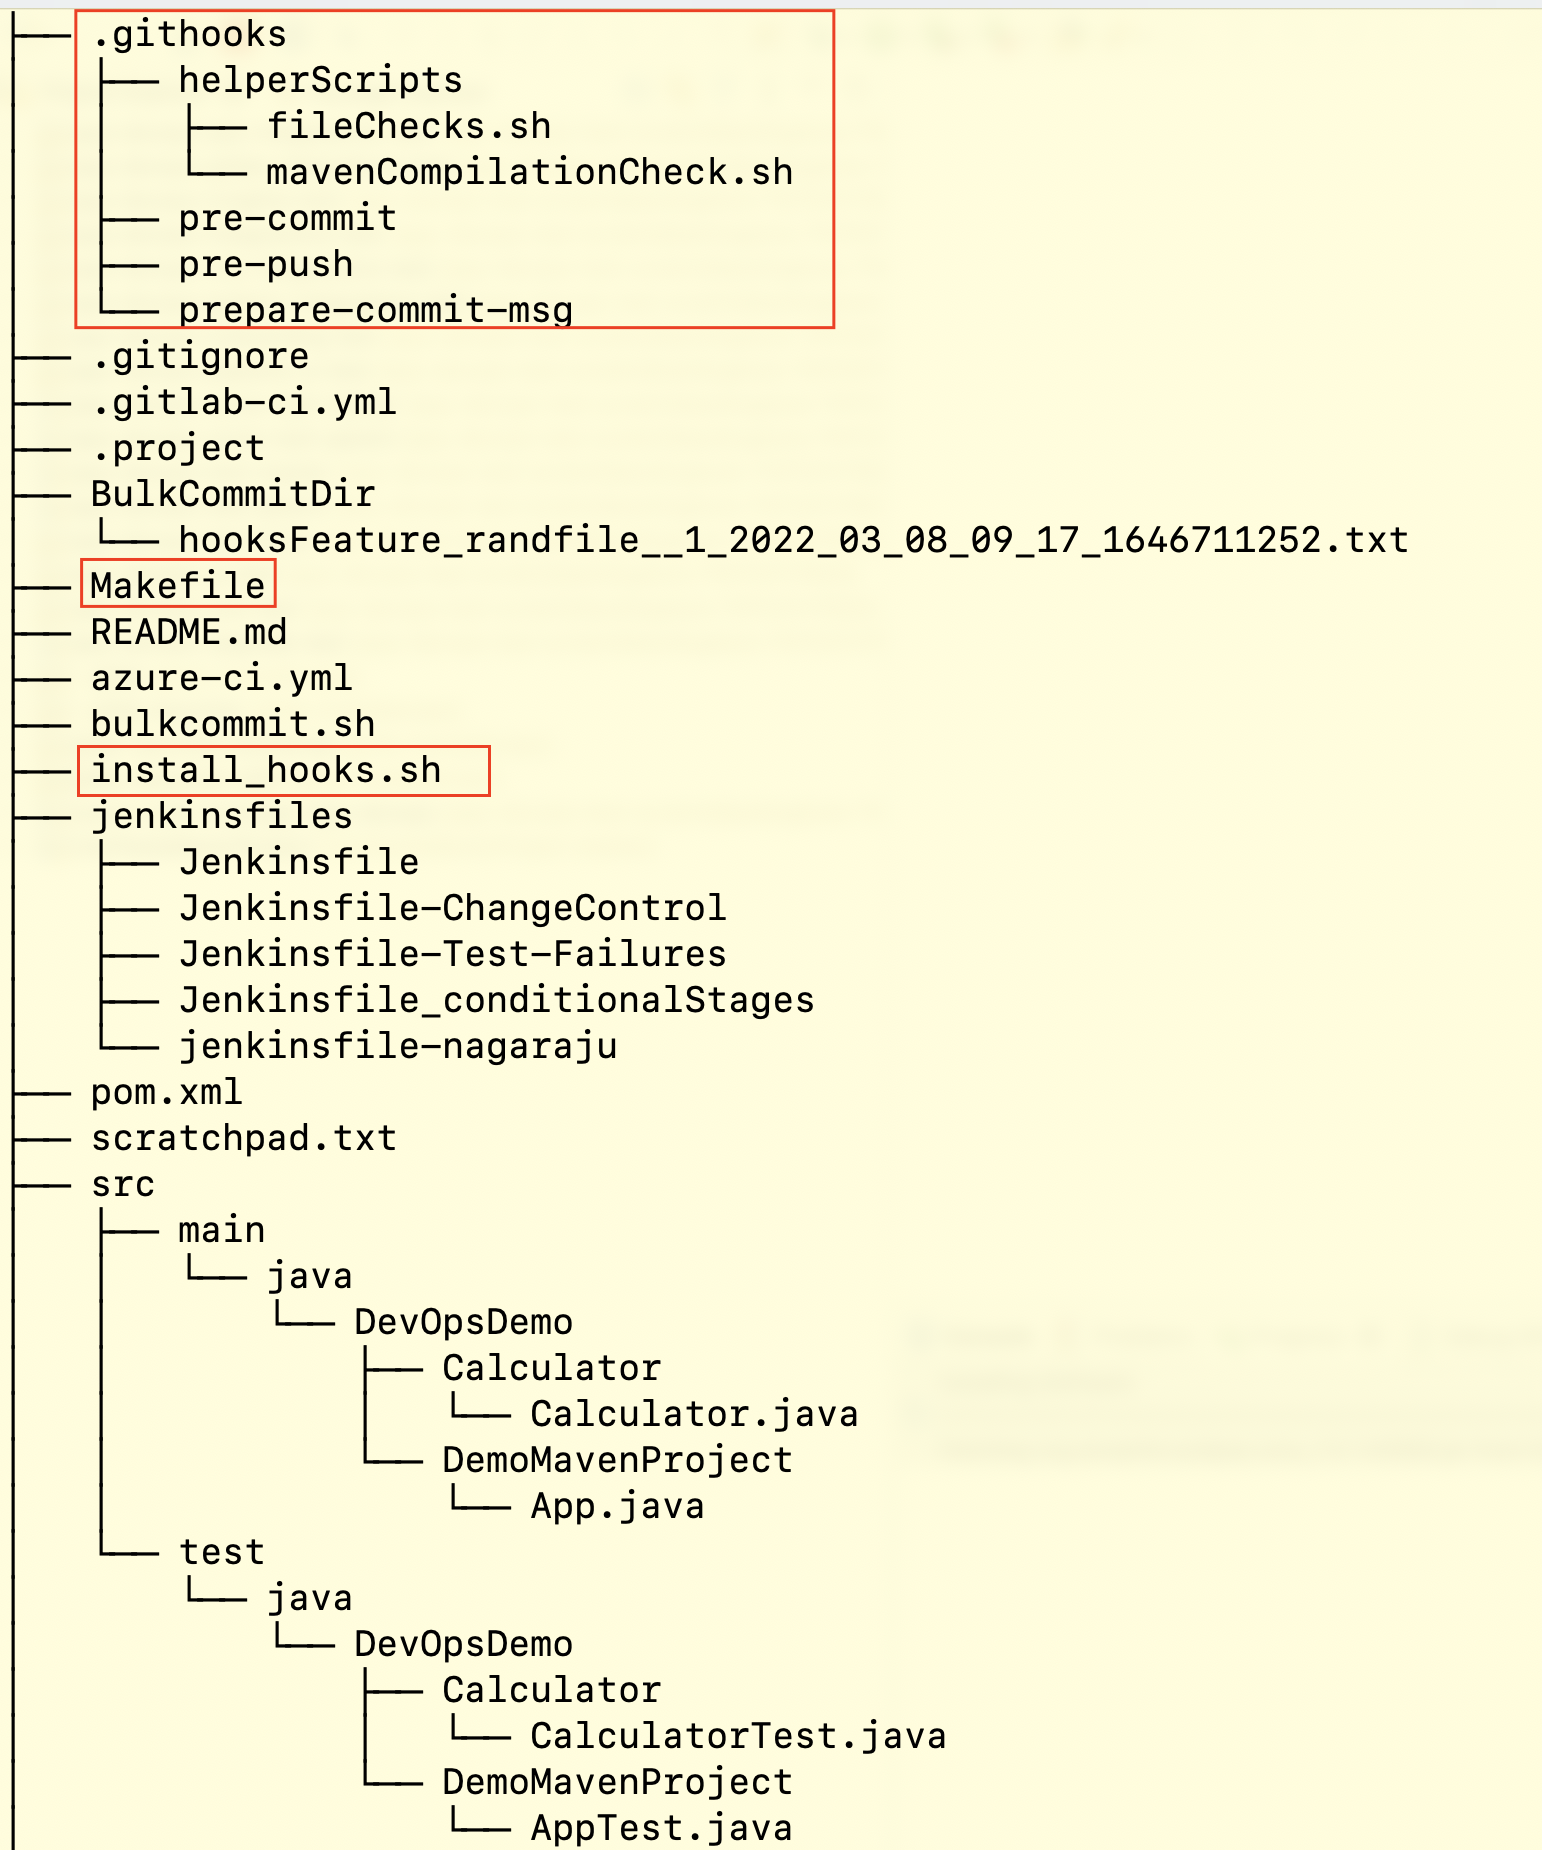 ├── .githooks
│   ├── helperScripts
│   │   ├── fileChecks.sh
│   │   └── mavenCompilationCheck.sh
│   ├── pre-commit
│   ├── pre-push
│   └── prepare-commit-msg
├── .gitignore
├── .gitlab-ci.yml
├── .project
├── BulkCommitDir
│   └── hooksFeature_randfile__1_2022_03_08_09_17_1646711252.txt
├── Makefile
├── README.md
├── azure-ci.yml
├── bulkcommit.sh
├── install_hooks.sh
├── jenkinsfiles
│   ├── Jenkinsfile
│   ├── Jenkinsfile-ChangeControl
│   ├── Jenkinsfile-Test-Failures
│   ├── Jenkinsfile_conditionalStages
│   └── jenkinsfile-nagaraju
├── pom.xml
├── scratchpad.txt
├── src
│   ├── main
│   │   └── java
│   │       └── DevOpsDemo
│   │           ├── Calculator
│   │           │   └── Calculator.java
│   │           └── DemoMavenProject
│   │               └── App.java
│   └── test
│       └── java
│           └── DevOpsDemo
│               ├── Calculator
│               │   └── CalculatorTest.java
│               └── DemoMavenProject
│                   └── AppTest.java